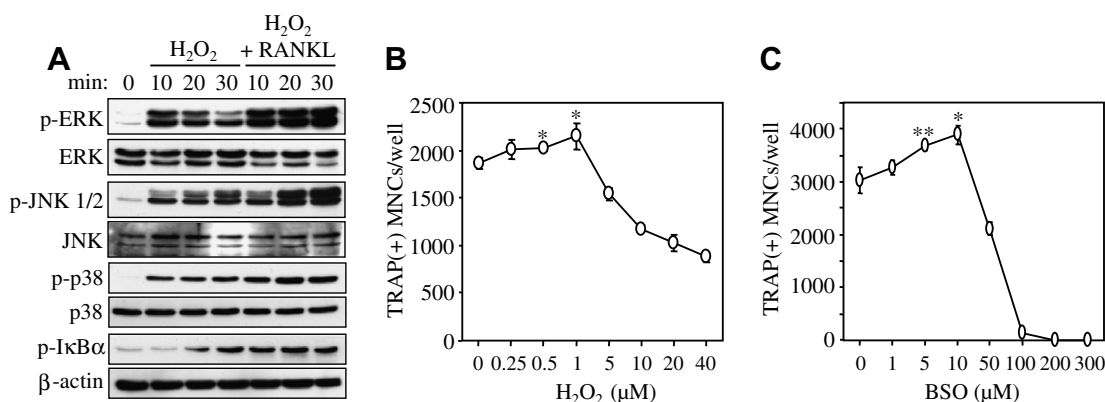 A
H₂O₂
H₂O₂ + RANKL
min: 0 10 20 30 10 20 30
p-ERK
ERK
p-JNK 1/2
JNK
p-p38
p38
p-IκBα
β-actin
B
TRAP(+) MNCs/well
2500
2000
1500
1000
500
0
* *
0 0.25 0.5 1 5 10 20 40
H₂O₂ (μM)
C
TRAP(+) MNCs/well
4000
3000
2000
1000
0
** *
0 1 5 10 50 100 200 300
BSO (μM)